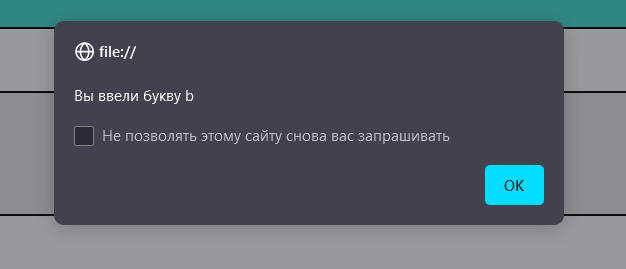 file://
Вы ввели букву b
Не позволять этому сайту снова вас запрашивать
OK